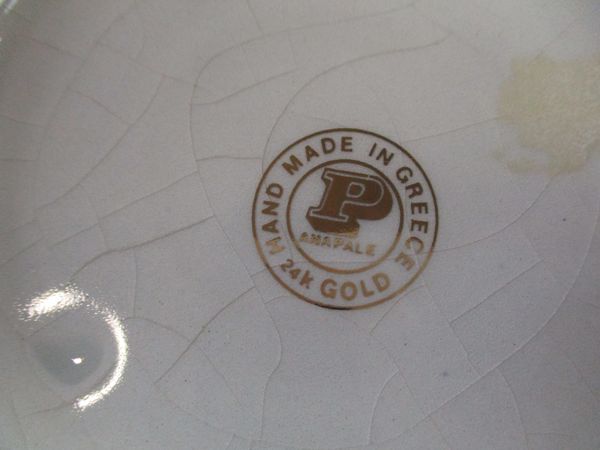 HAND MADE IN GREECE
P
ANAPALE
24k GOLD